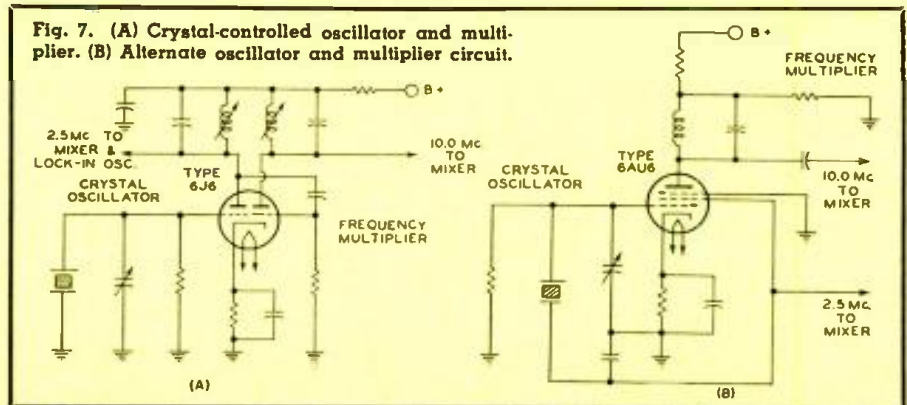 Fig. 7. (A) Crystal-controlled oscillator and multi-
plier. (B) Alternate oscillator and multiplier circuit.
B+
2.5 MC TO
MIXER &
LOCK-IN OSC.
TYPE
6J6
10.0 MC
TO
MIXER
CRYSTAL
OSCILLATOR
FREQUENCY
MULTIPLIER
(A)
B+
FREQUENCY
MULTIPLIER
TYPE
6AU6
10.0 MC
TO
MIXER
CRYSTAL
OSCILLATOR
2.5 MC
TO
MIXER
(B)